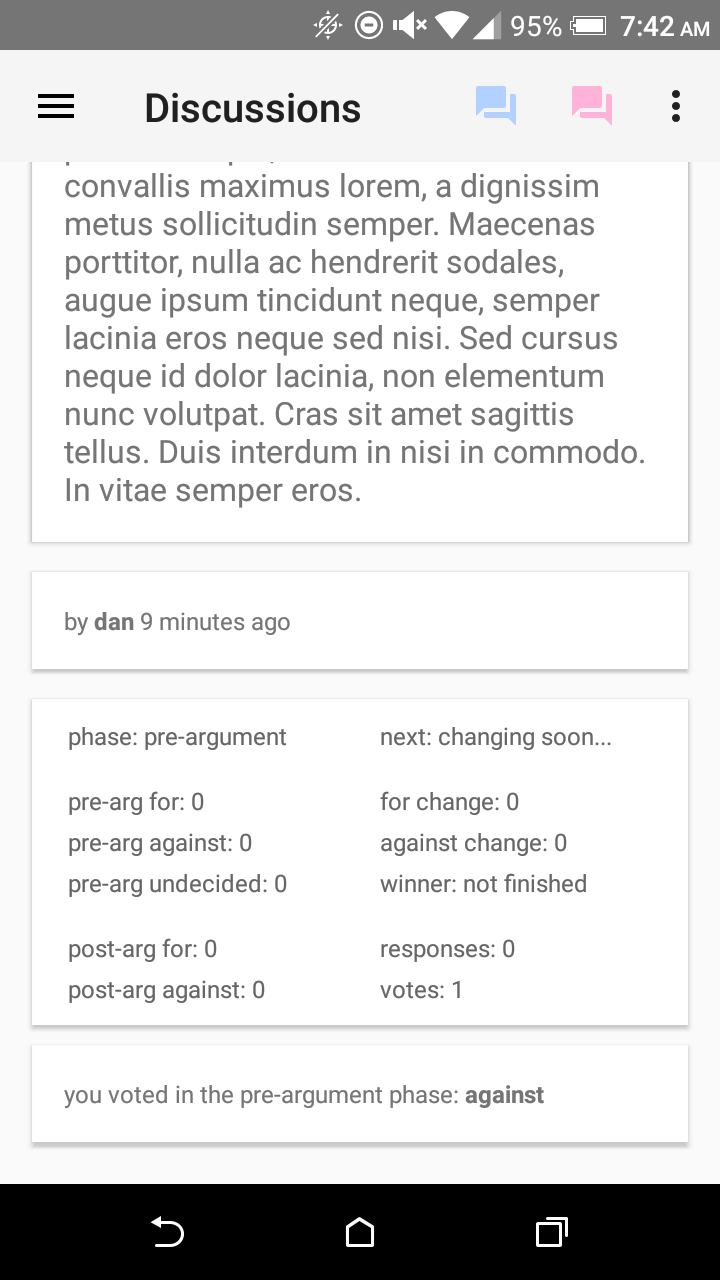 95% 7:42 AM
Discussions
convallis maximus lorem, a dignissim
metus sollicitudin semper. Maecenas
porttitor, nulla ac hendrerit sodales,
augue ipsum tincidunt neque, semper
lacinia eros neque sed nisi. Sed cursus
neque id dolor lacinia, non elementum
nunc volutpat. Cras sit amet sagittis
tellus. Duis interdum in nisi in commodo.
In vitae semper eros.
by dan 9 minutes ago
phase: pre-argument next: changing soon...
pre-arg for: 0 for change: 0
pre-arg against: 0 against change: 0
pre-arg undecided: 0 winner: not finished
post-arg for: 0 responses: 0
post-arg against: 0 votes: 1
you voted in the pre-argument phase: against